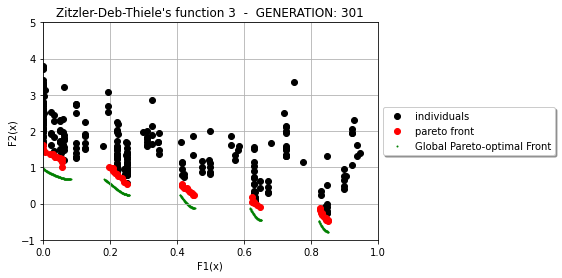 Zitzler-Deb-Thiele's function 3 - GENERATION: 301
5
4
3
2
1
0
−1
F2(x)
0.0 0.2 0.4 0.6 0.8 1.0
F1(x)
individuals
pareto front
Global Pareto-optimal Front